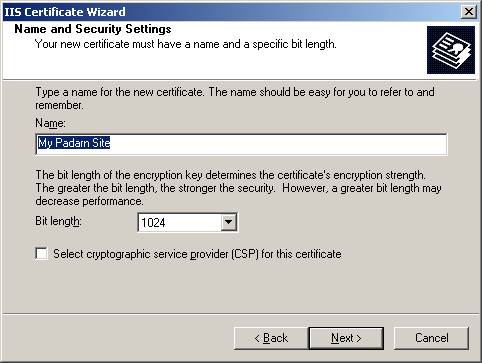 IIS Certificate Wizard
Name and Security Settings
Your new certificate must have a name and a specific bit length.
Type a name for the new certificate. The name should be easy for you to refer to and
remember.
Name:
My Padarn Site
The bit length of the encryption key determines the certificate's encryption strength.
The greater the bit length, the stronger the security. However, a greater bit length may
decrease performance.
Bit length:
1024
Select cryptographic service provider (CSP) for this certificate
< Back
Next >
Cancel